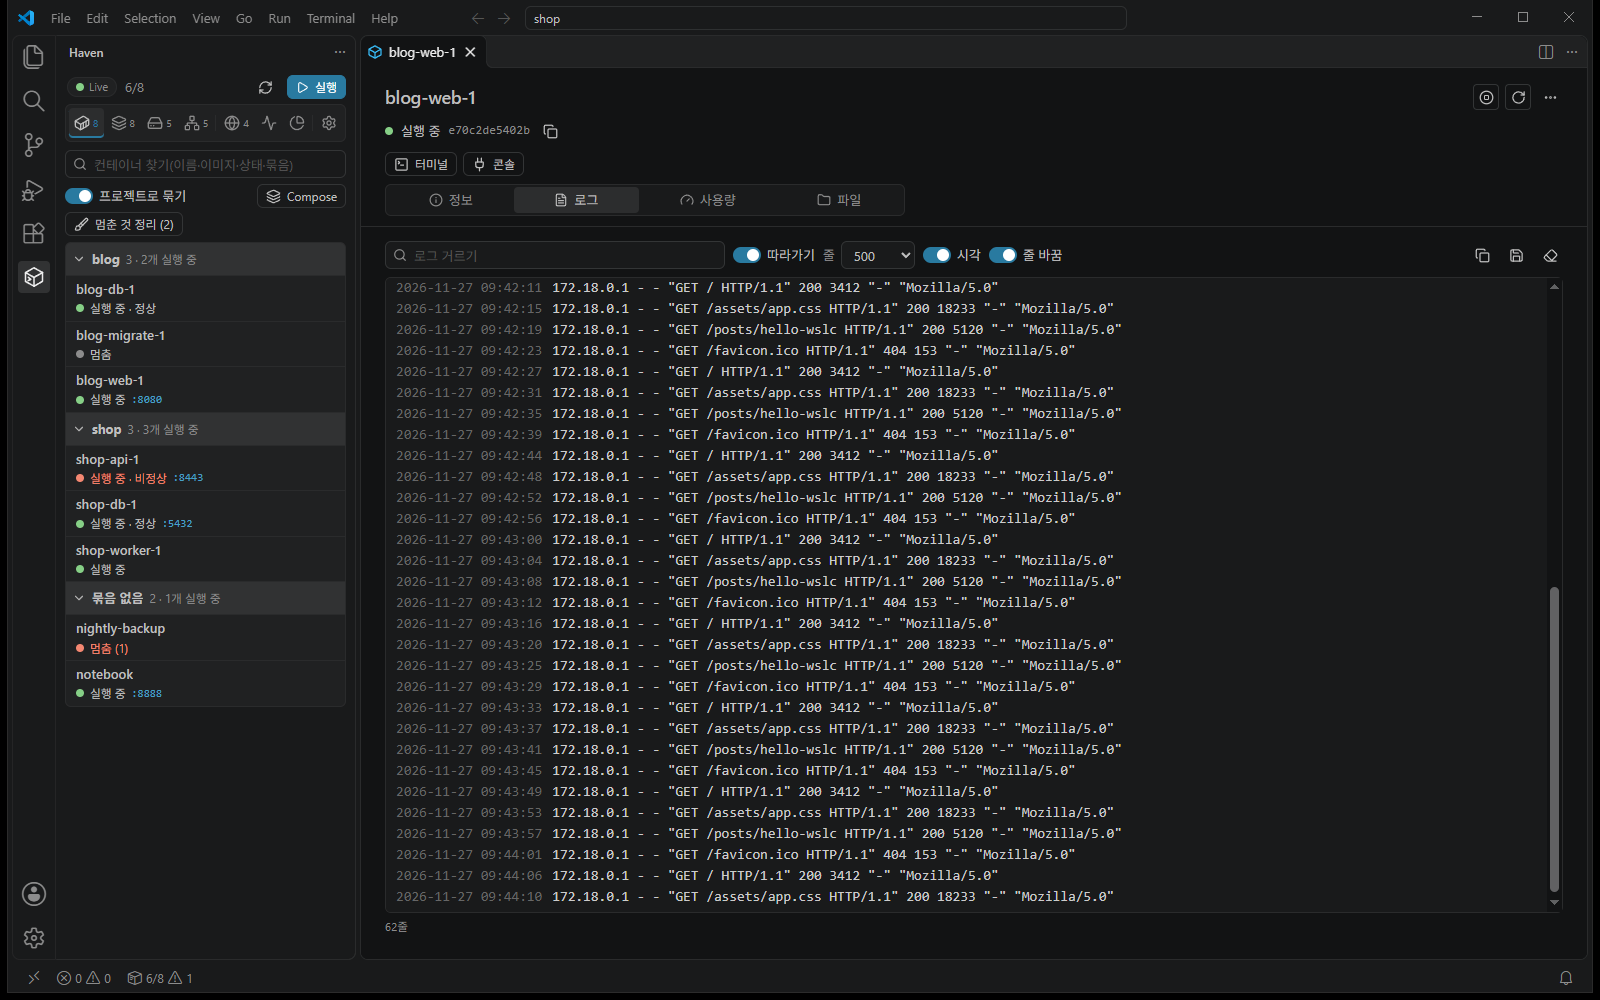 File Edit Selection View Go Run Terminal Help
shop
Haven
Live 6/8 실행
8 8 5 5 4
컨테이너 찾기(이름·이미지·상태·묶음)
프로젝트로 묶기 Compose
멈춘 것 정리 (2)
blog 3 · 2개 실행 중
blog-db-1
실행 중 · 정상
blog-migrate-1
멈춤
blog-web-1
실행 중 :8080
shop 3 · 3개 실행 중
shop-api-1
실행 중 · 비정상 :8443
shop-db-1
실행 중 · 정상 :5432
shop-worker-1
실행 중
묶음 없음 2 · 1개 실행 중
nightly-backup
멈춤 (1)
notebook
실행 중 :8888
blog-web-1
blog-web-1
실행 중 e70c2de5402b
터미널 콘솔
정보 로그 사용량 파일
로그 거르기 따라가기 줄 500 시각 줄 바꿈
2026-11-27 09:42:11 172.18.0.1 - - "GET / HTTP/1.1" 200 3412 "-" "Mozilla/5.0"
2026-11-27 09:42:15 172.18.0.1 - - "GET /assets/app.css HTTP/1.1" 200 18233 "-" "Mozilla/5.0"
2026-11-27 09:42:19 172.18.0.1 - - "GET /posts/hello-wslc HTTP/1.1" 200 5120 "-" "Mozilla/5.0"
2026-11-27 09:42:23 172.18.0.1 - - "GET /favicon.ico HTTP/1.1" 404 153 "-" "Mozilla/5.0"
2026-11-27 09:42:27 172.18.0.1 - - "GET / HTTP/1.1" 200 3412 "-" "Mozilla/5.0"
2026-11-27 09:42:31 172.18.0.1 - - "GET /assets/app.css HTTP/1.1" 200 18233 "-" "Mozilla/5.0"
2026-11-27 09:42:35 172.18.0.1 - - "GET /posts/hello-wslc HTTP/1.1" 200 5120 "-" "Mozilla/5.0"
2026-11-27 09:42:39 172.18.0.1 - - "GET /favicon.ico HTTP/1.1" 404 153 "-" "Mozilla/5.0"
2026-11-27 09:42:44 172.18.0.1 - - "GET / HTTP/1.1" 200 3412 "-" "Mozilla/5.0"
2026-11-27 09:42:48 172.18.0.1 - - "GET /assets/app.css HTTP/1.1" 200 18233 "-" "Mozilla/5.0"
2026-11-27 09:42:52 172.18.0.1 - - "GET /posts/hello-wslc HTTP/1.1" 200 5120 "-" "Mozilla/5.0"
2026-11-27 09:42:56 172.18.0.1 - - "GET /favicon.ico HTTP/1.1" 404 153 "-" "Mozilla/5.0"
2026-11-27 09:43:00 172.18.0.1 - - "GET / HTTP/1.1" 200 3412 "-" "Mozilla/5.0"
2026-11-27 09:43:04 172.18.0.1 - - "GET /assets/app.css HTTP/1.1" 200 18233 "-" "Mozilla/5.0"
2026-11-27 09:43:08 172.18.0.1 - - "GET /posts/hello-wslc HTTP/1.1" 200 5120 "-" "Mozilla/5.0"
2026-11-27 09:43:12 172.18.0.1 - - "GET /favicon.ico HTTP/1.1" 404 153 "-" "Mozilla/5.0"
2026-11-27 09:43:16 172.18.0.1 - - "GET / HTTP/1.1" 200 3412 "-" "Mozilla/5.0"
2026-11-27 09:43:20 172.18.0.1 - - "GET /assets/app.css HTTP/1.1" 200 18233 "-" "Mozilla/5.0"
2026-11-27 09:43:25 172.18.0.1 - - "GET /posts/hello-wslc HTTP/1.1" 200 5120 "-" "Mozilla/5.0"
2026-11-27 09:43:29 172.18.0.1 - - "GET /favicon.ico HTTP/1.1" 404 153 "-" "Mozilla/5.0"
2026-11-27 09:43:33 172.18.0.1 - - "GET / HTTP/1.1" 200 3412 "-" "Mozilla/5.0"
2026-11-27 09:43:37 172.18.0.1 - - "GET /assets/app.css HTTP/1.1" 200 18233 "-" "Mozilla/5.0"
2026-11-27 09:43:41 172.18.0.1 - - "GET /posts/hello-wslc HTTP/1.1" 200 5120 "-" "Mozilla/5.0"
2026-11-27 09:43:45 172.18.0.1 - - "GET /favicon.ico HTTP/1.1" 404 153 "-" "Mozilla/5.0"
2026-11-27 09:43:49 172.18.0.1 - - "GET / HTTP/1.1" 200 3412 "-" "Mozilla/5.0"
2026-11-27 09:43:53 172.18.0.1 - - "GET /assets/app.css HTTP/1.1" 200 18233 "-" "Mozilla/5.0"
2026-11-27 09:43:57 172.18.0.1 - - "GET /posts/hello-wslc HTTP/1.1" 200 5120 "-" "Mozilla/5.0"
2026-11-27 09:44:01 172.18.0.1 - - "GET /favicon.ico HTTP/1.1" 404 153 "-" "Mozilla/5.0"
2026-11-27 09:44:06 172.18.0.1 - - "GET / HTTP/1.1" 200 3412 "-" "Mozilla/5.0"
2026-11-27 09:44:10 172.18.0.1 - - "GET /assets/app.css HTTP/1.1" 200 18233 "-" "Mozilla/5.0"
62줄
0 0 6/8 1